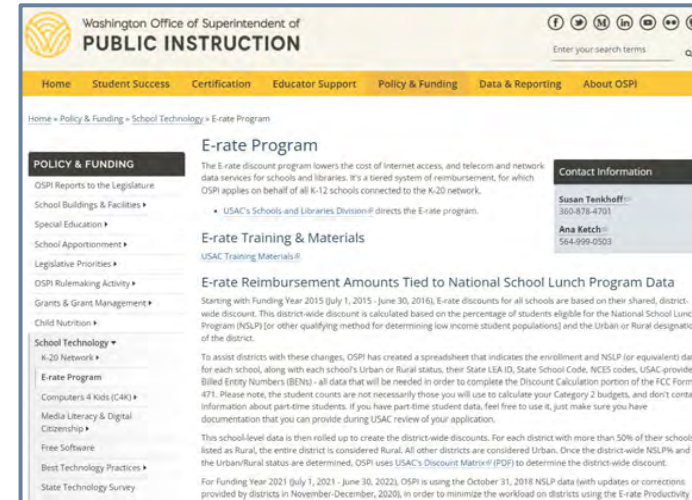 Washington Office of Superintendent of
PUBLIC INSTRUCTION
Enter your search terms
Home Student Success Certification Educator Support Policy & Funding Data & Reporting About OSPI
Home » Policy & Funding » School Technology » E-rate Program
POLICY & FUNDING
OSPI Reports to the Legislature
School Buildings & Facilities
Special Education
School Apportionment
Legislative Priorities
OSPI Rulemaking Activity
Grants & Grant Management
Child Nutrition
School Technology
K-20 Network
E-rate Program
Computers 4 Kids (C4K)
Media Literacy & Digital
Citizenship
Free Software
Best Technology Practices
State Technology Survey
E-rate Program
The E-rate discount program lowers the cost of Internet access, and telecom and network
data services for schools and libraries. It's a tiered system of reimbursement, for which
OSPI applies on behalf of all K-12 schools connected to the K-20 network.
• USAC's Schools and Libraries Division directs the E-rate program.
E-rate Training & Materials
USAC Training Materials
Contact Information
Susan Tenkhoff
360-878-4701
Ana Ketch
564-999-0503
E-rate Reimbursement Amounts Tied to National School Lunch Program Data
Starting with Funding Year 2015 (July 1, 2015 - June 30, 2016), E-rate discounts for all schools are based on their shared, district-
wide discount. This district-wide discount is calculated based on the percentage of students eligible for the National School Lunc
Program (NSLP) [or other qualifying method for determining low income student populations] and the Urban or Rural designatio
of the district.
To assist districts with these changes, OSPI has created a spreadsheet that indicates the enrollment and NSLP (or equivalent) da
for each school, along with each school's Urban or Rural status, their State LEA ID, State School Code, NCES codes, USAC-provide
Billed Entity Numbers (BENs) - all data that will be needed in order to complete the Discount Calculation portion of the FCC Form
471. Please note, the student counts are not necessarily those you will use to calculate your Category 2 budgets, and don't conta
information about part-time students. If you have part-time student data, feel free to use it, just make sure you have
documentation that you can provide during USAC review of your application.
This school-level data is then rolled up to create the district-wide discounts. For each district with more than 50% of their schools
listed as Rural, the entire district is considered Rural. All other districts are considered Urban. Once the district-wide NSLP% and
the Urban/Rural status are determined, OSPI uses USAC's Discount Matrix (PDF) to determine the district-wide discount.
For Funding Year 2021 (July 1, 2021 - June 30, 2022), OSPI is using the October 31, 2018 NSLP data (with updates or corrections
provided by districts in November-December, 2020), in order to minimize the workload on districts using the E-rate Productivity